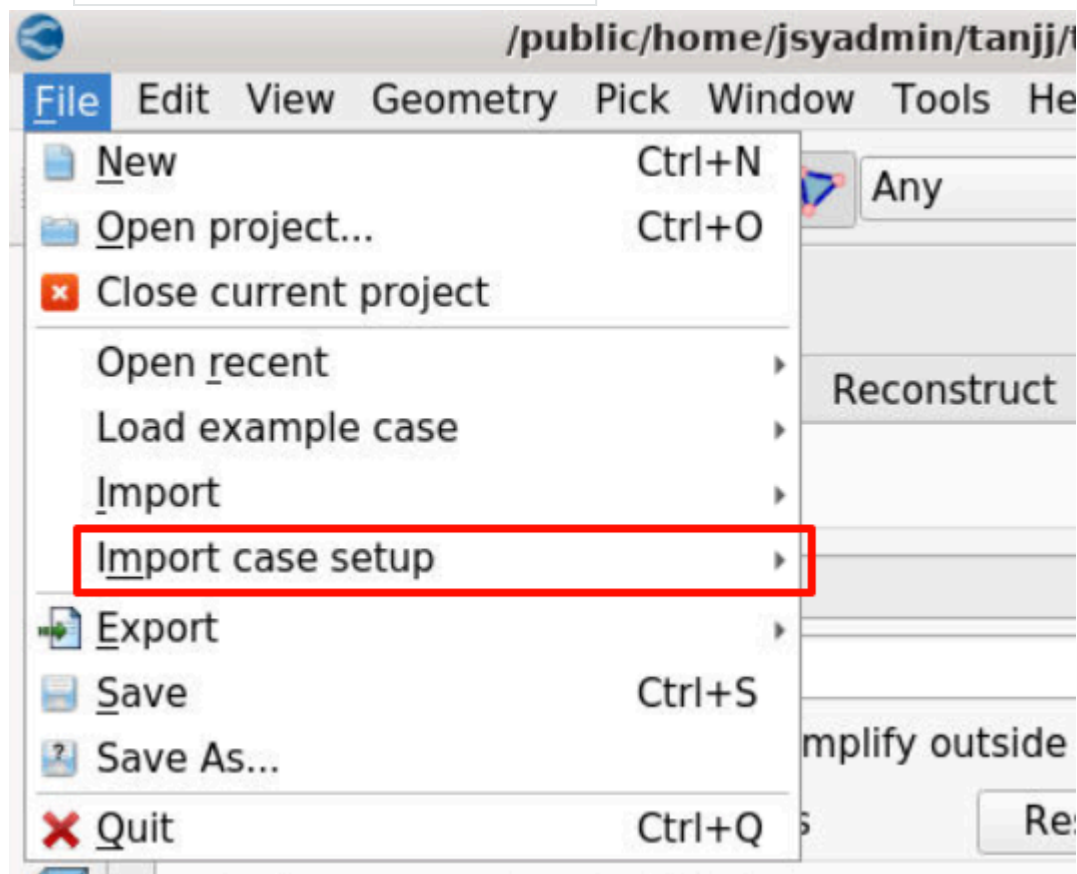 /public/home/jsyadmin/tanjj/t
File Edit View Geometry Pick Window Tools He
New Ctrl+N
Any
Open project... Ctrl+O
Close current project
Open recent
Reconstruct
Load example case
Import
Import case setup
Export
Save Ctrl+S
mplify outside
Save As...
s Res
Quit Ctrl+Q